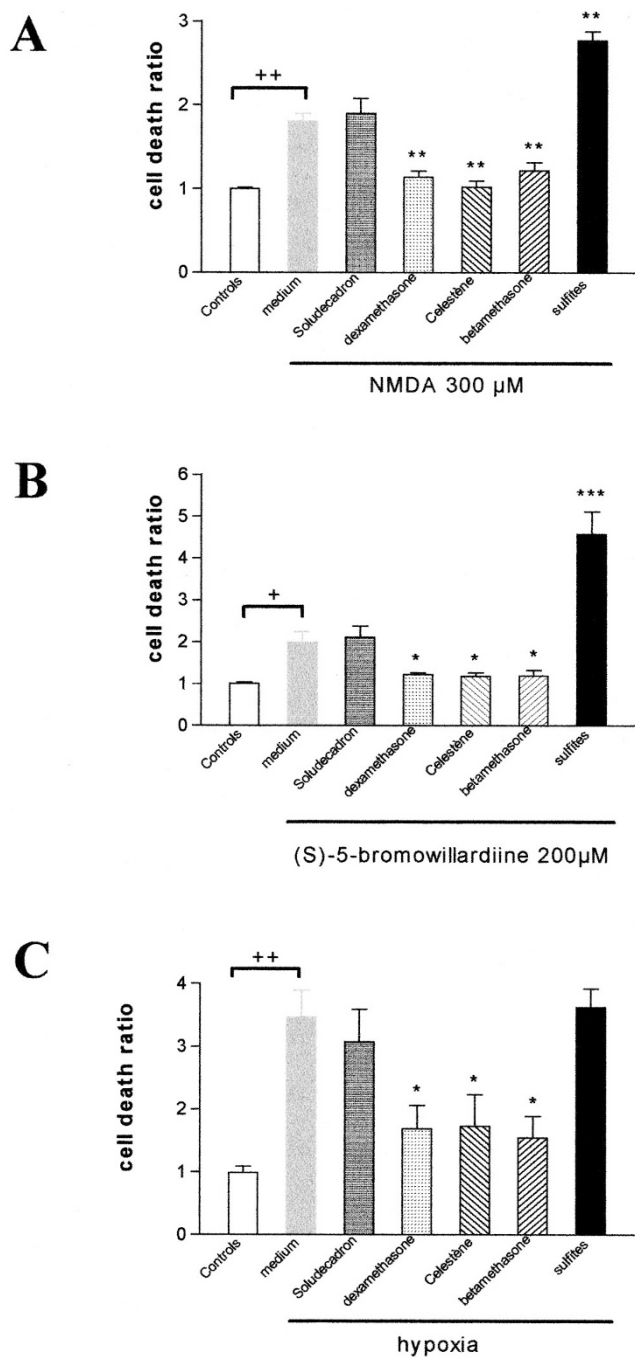 A
cell death ratio
3
2
1
0
++
**
**
**
**
Controls
medium
Soludecadron
dexamethasone
Celestène
betamethasone
sulfites
NMDA 300 µM
B
cell death ratio
6
5
4
3
2
1
0
+
*
*
*
***
Controls
medium
Soludecadron
dexamethasone
Celestène
betamethasone
sulfites
(S)-5-bromowillardiine 200µM
C
cell death ratio
4
3
2
1
0
++
*
*
*
Controls
medium
Soludecadron
dexamethasone
Celestène
betamethasone
sulfites
hypoxia